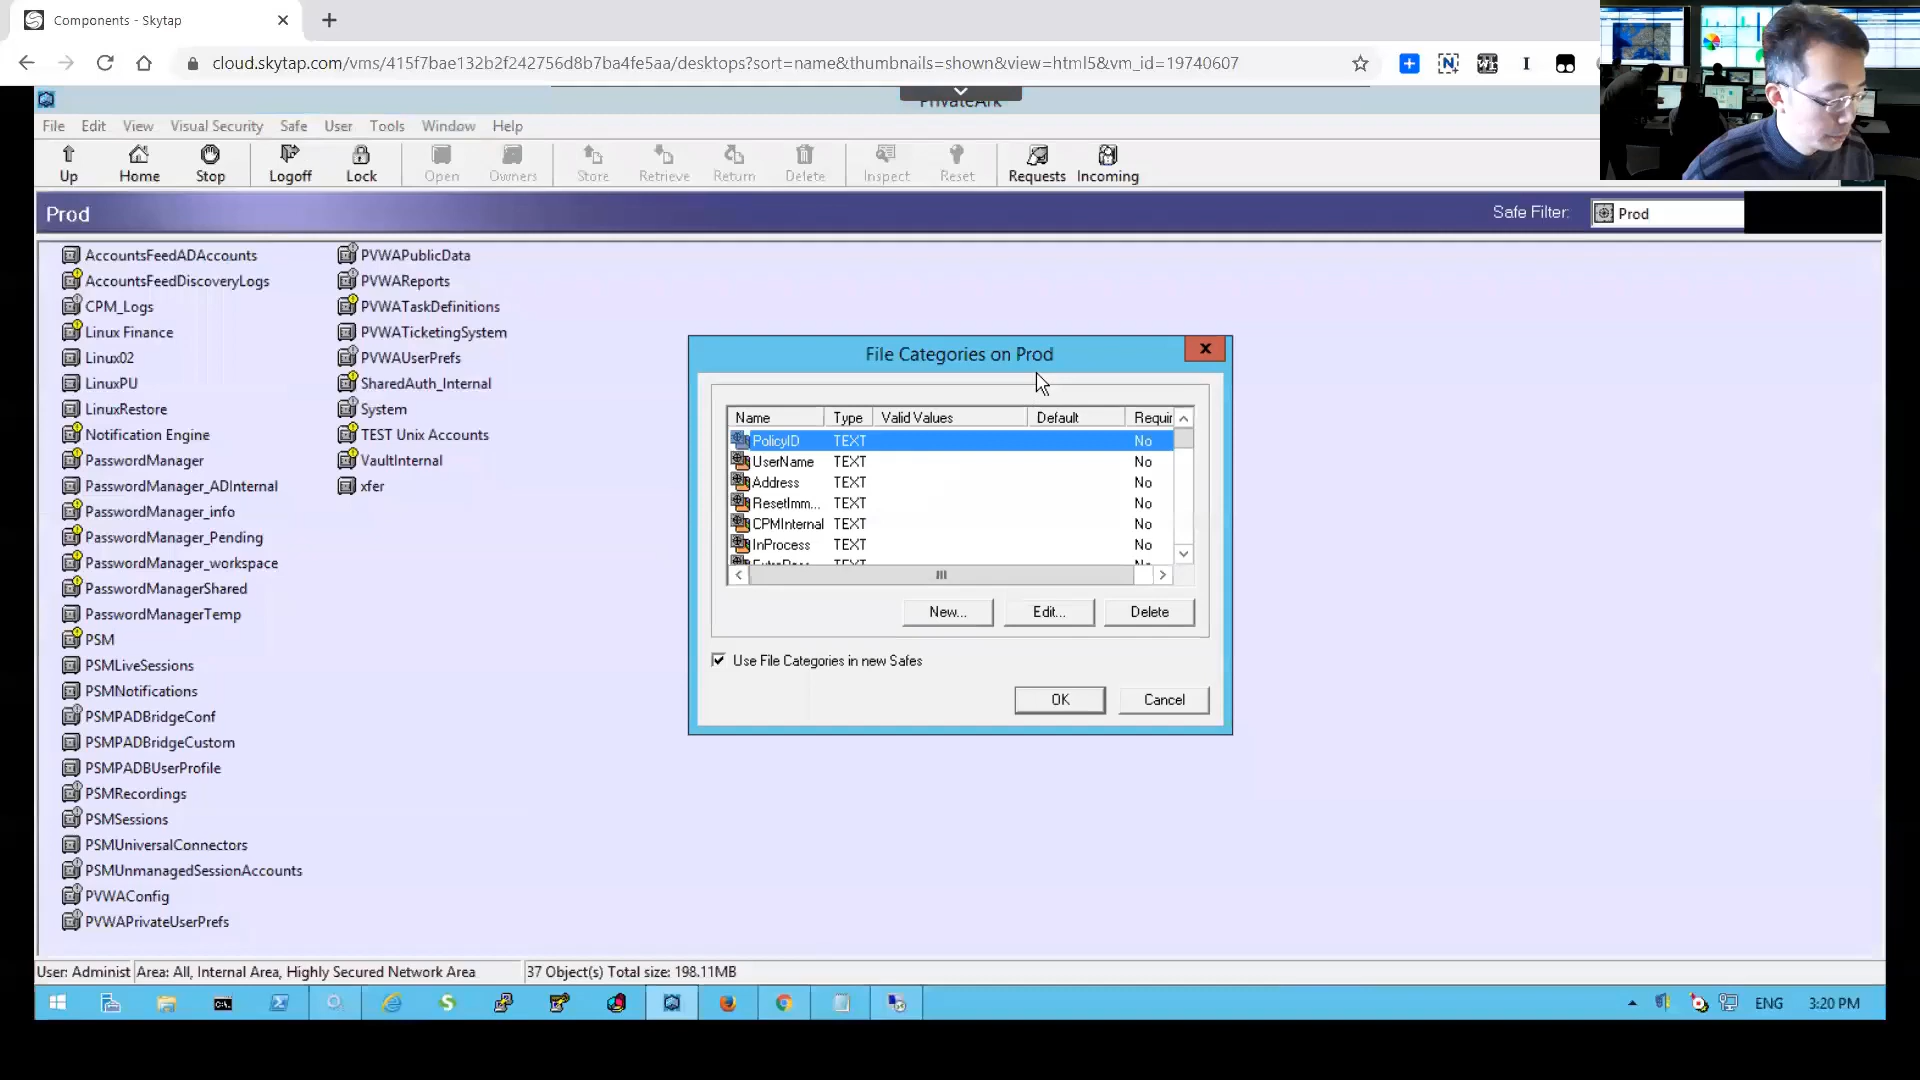 Components - Skytap
cloud.skytap.com/vms/415f7bae132b2f242756d8b7ba4fe5aa/desktops?sort=name&thumbnails=shown&view=html5&vm_id=19740607
PrivateArk
File Edit View Visual Security Safe User Tools Window Help
Up Home Stop Logoff Lock Open Owners Store Retrieve Return Delete Inspect Reset Requests Incoming
Prod
Safe Filter: Prod
AccountsFeedADAccounts
AccountsFeedDiscoveryLogs
CPM_Logs
Linux Finance
Linux02
LinuxPU
LinuxRestore
Notification Engine
PasswordManager
PasswordManager_ADInternal
PasswordManager_info
PasswordManager_Pending
PasswordManager_workspace
PasswordManagerShared
PasswordManagerTemp
PSM
PSMLiveSessions
PSMNotifications
PSMPADBridgeConf
PSMPADBridgeCustom
PSMPADBUserProfile
PSMRecordings
PSMSessions
PSMUniversalConnectors
PSMUnmanagedSessionAccounts
PVWAConfig
PVWAPrivateUserPrefs
PVWAPublicData
PVWAReports
PVWATaskDefinitions
PVWATicketingSystem
PVWAUserPrefs
SharedAuth_Internal
System
TEST Unix Accounts
VaultInternal
xfer
File Categories on Prod
Name Type Valid Values Default Requir
PolicyID TEXT No
UserName TEXT No
Address TEXT No
ResetImm... TEXT No
CPMInternal TEXT No
InProcess TEXT No
New... Edit... Delete
Use File Categories in new Safes
OK Cancel
User: Administ Area: All, Internal Area, Highly Secured Network Area 37 Object(s) Total size: 198.11MB
ENG 3:20 PM